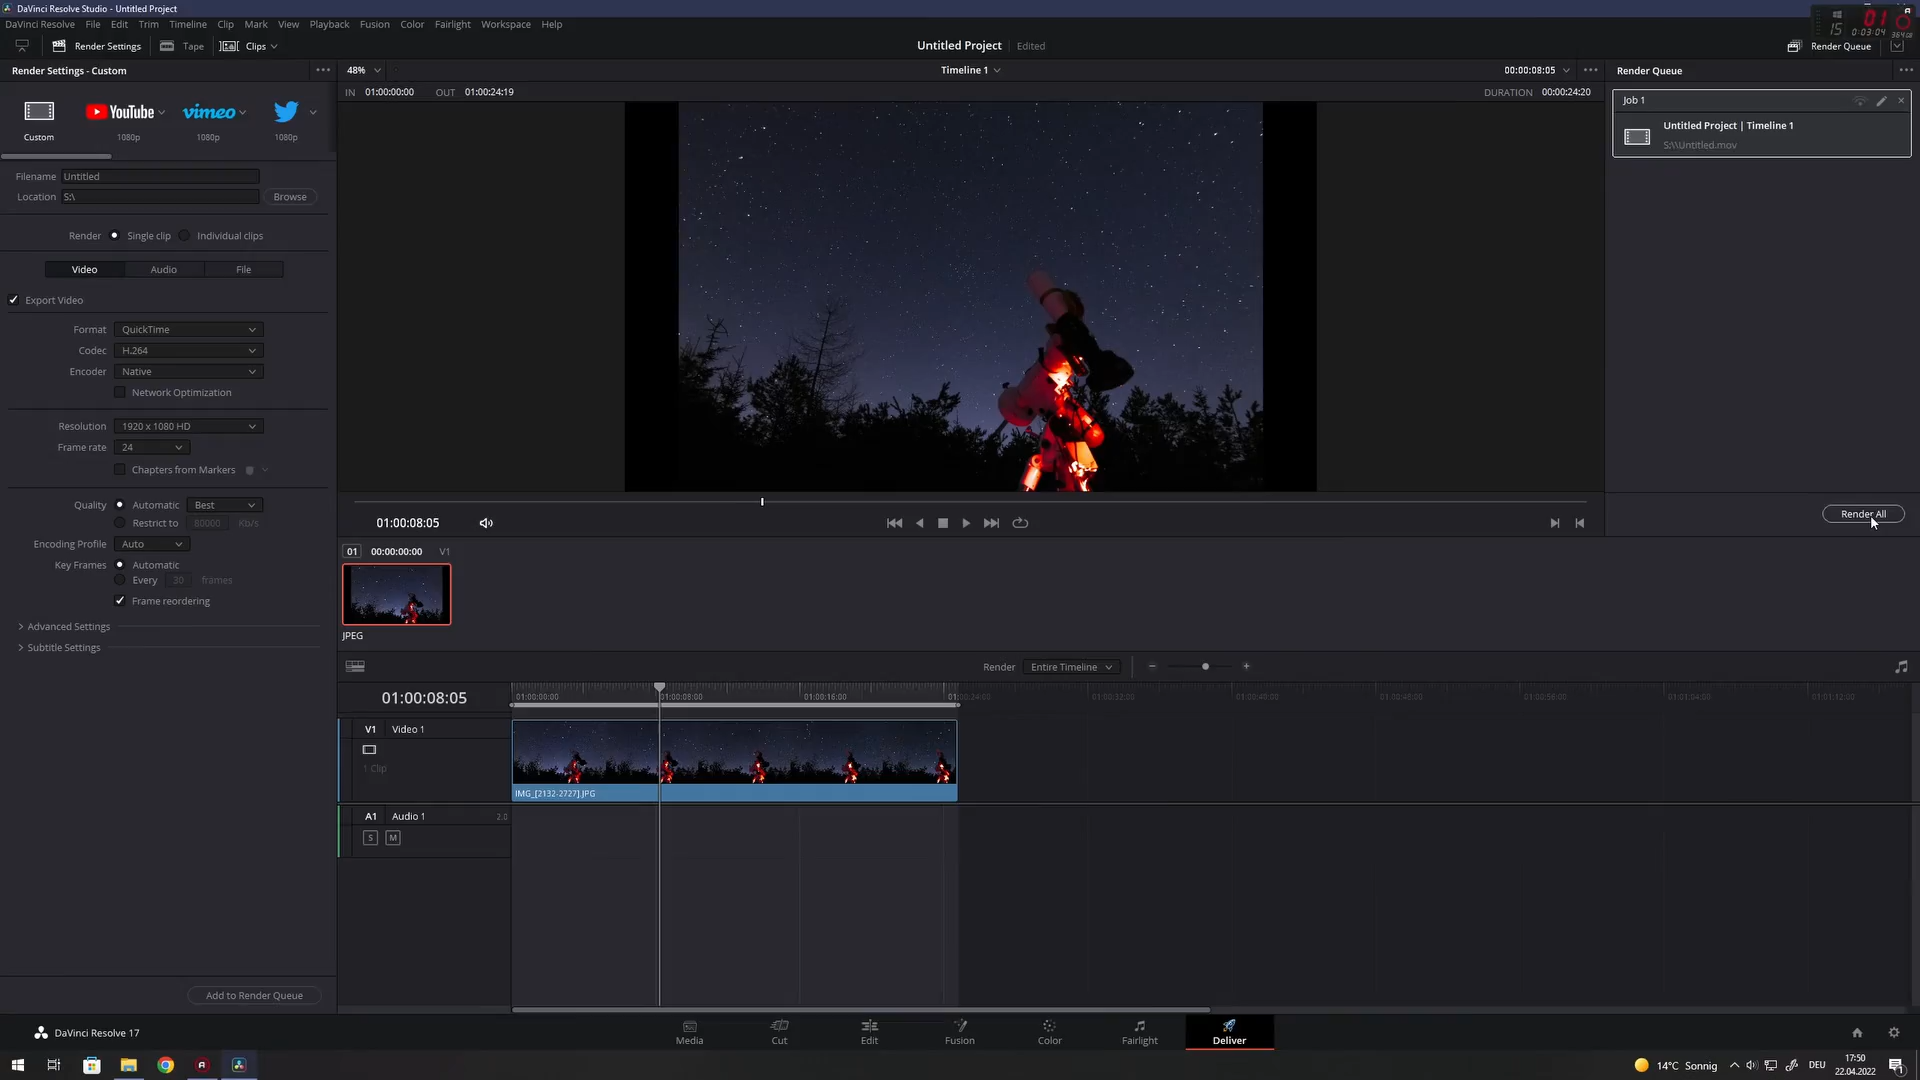 DaVinci Resolve Studio - Untitled Project
DaVinci Resolve File Edit Trim Timeline Clip Mark View Playback Fusion Color Fairlight Workspace Help
01
15 0:03:04
Render Settings Tape Clips Untitled Project Edited Render Queue
Render Settings - Custom 48% Timeline 1 00:00:08:05 Render Queue
IN 01:00:00:00 OUT 01:00:24:19 DURATION 00:00:24:20
YouTube vimeo
Custom 1080p 1080p 1080p
Job 1
Untitled Project | Timeline 1
S:\\Untitled.mov
Filename Untitled
Location S:\ Browse
Render Single clip Individual clips
Video Audio File
Export Video
Format QuickTime
Codec H.264
Encoder Native
Network Optimization
Resolution 1920 x 1080 HD
Frame rate 24
Chapters from Markers
Quality Automatic Best
Restrict to 80000 Kb/s
Encoding Profile Auto
Key Frames Automatic
Every 30 frames
Frame reordering
Advanced Settings
Subtitle Settings
Add to Render Queue
01:00:08:05
Render All
01 00:00:00:00 V1
JPEG
Render Entire Timeline
01:00:08:05 01:00:00:00 01:00:08:00 01:00:16:00 01:00:24:00 01:00:32:00 01:00:40:00 01:00:48:00 01:00:56:00 01:01:04:00 01:01:12:00
V1 Video 1
1 Clip
IMG_[2132-2727].JPG
A1 Audio 1 2.0
S M
DaVinci Resolve 17
Media Cut Edit Fusion Color Fairlight Deliver
14°C Sonnig DEU 17:50
22.04.2022